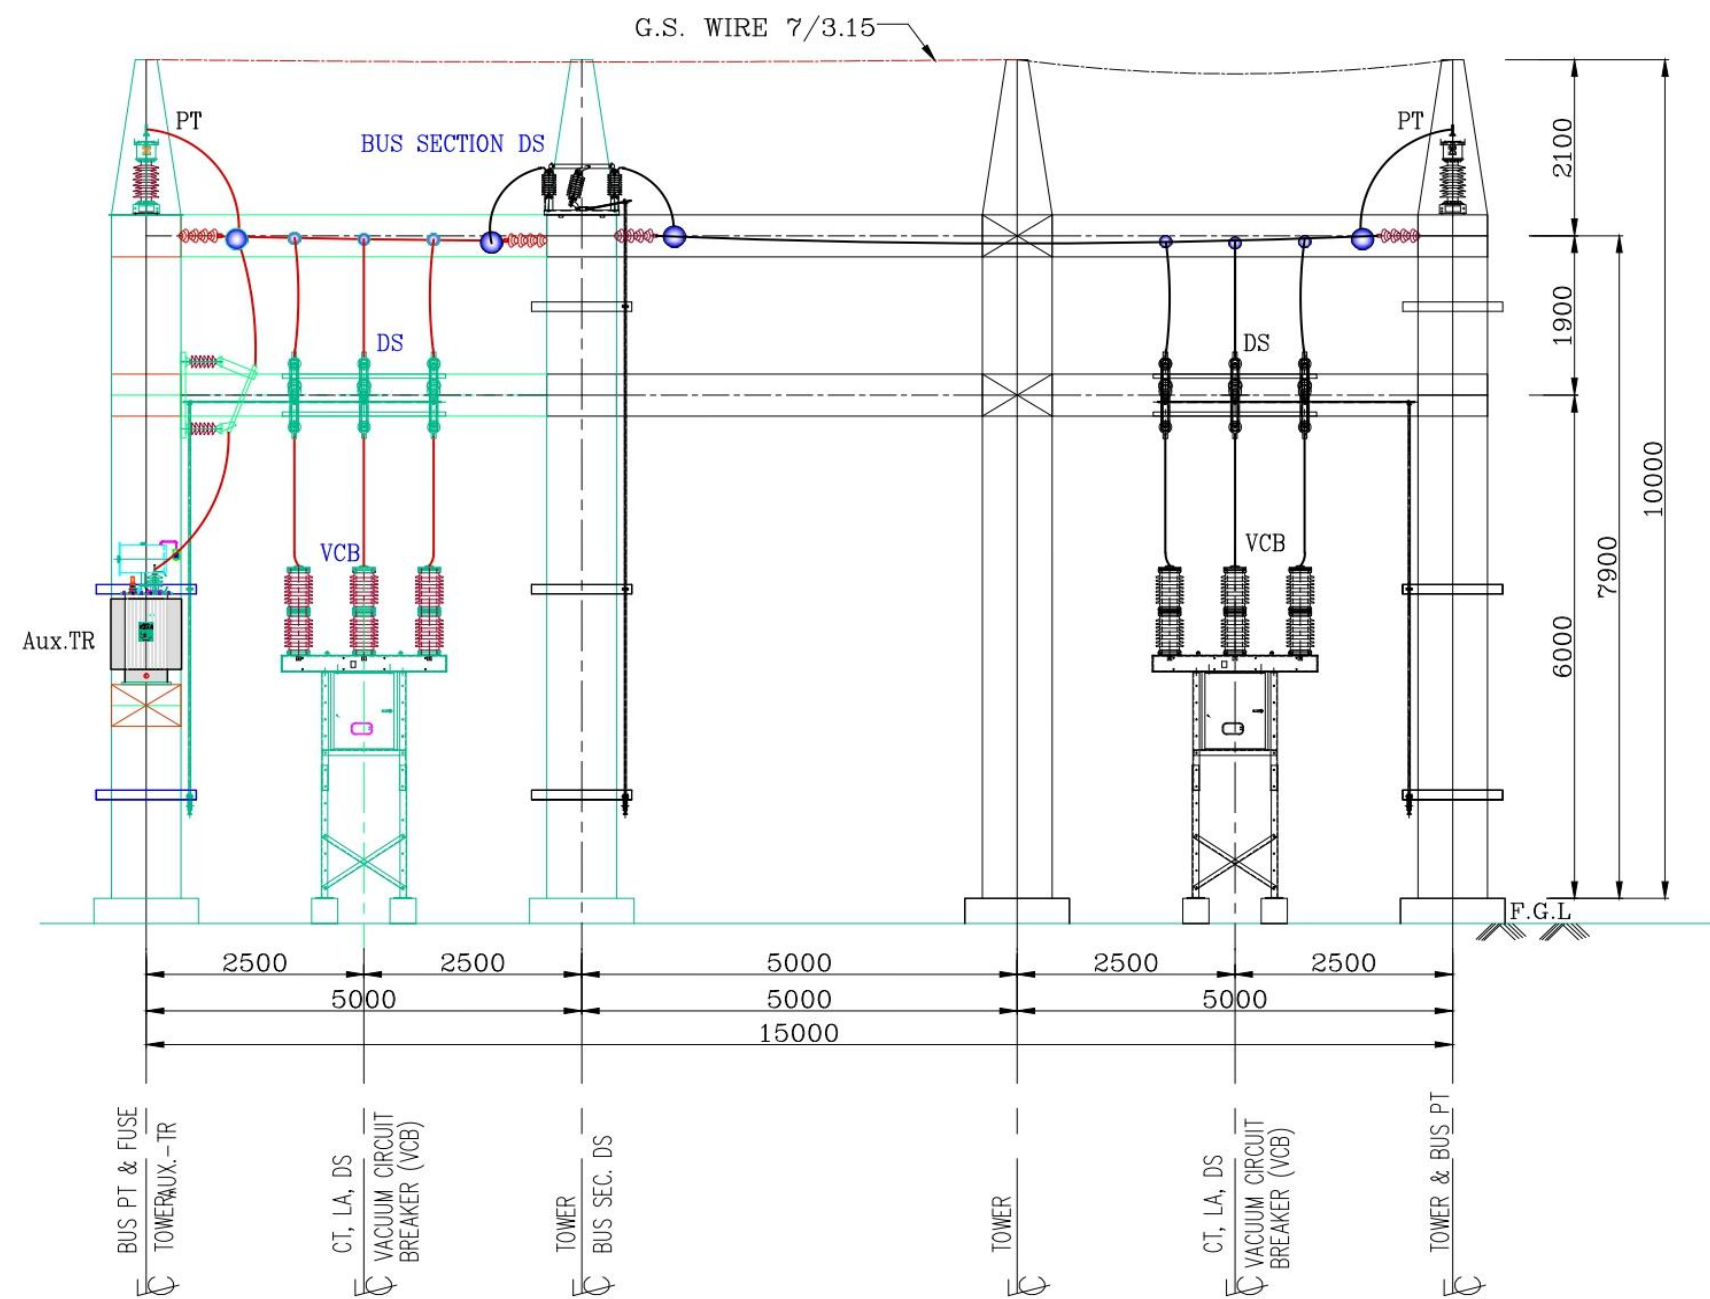 G.S. WIRE 7/3.15
PT
BUS SECTION DS
PT
2100
1900
DS
DS
10000
7900
6000
VCB
VCB
Aux.TR
F.G.L
2500
2500
5000
2500
2500
5000
5000
5000
15000
BUS PT & FUSE
TOWER,AUX.-TR
CT, LA, DS
VACUUM CIRCUIT
BREAKER (VCB)
TOWER
BUS SEC. DS
TOWER
CT, LA, DS
VACUUM CIRCUIT
BREAKER (VCB)
TOWER & BUS PT